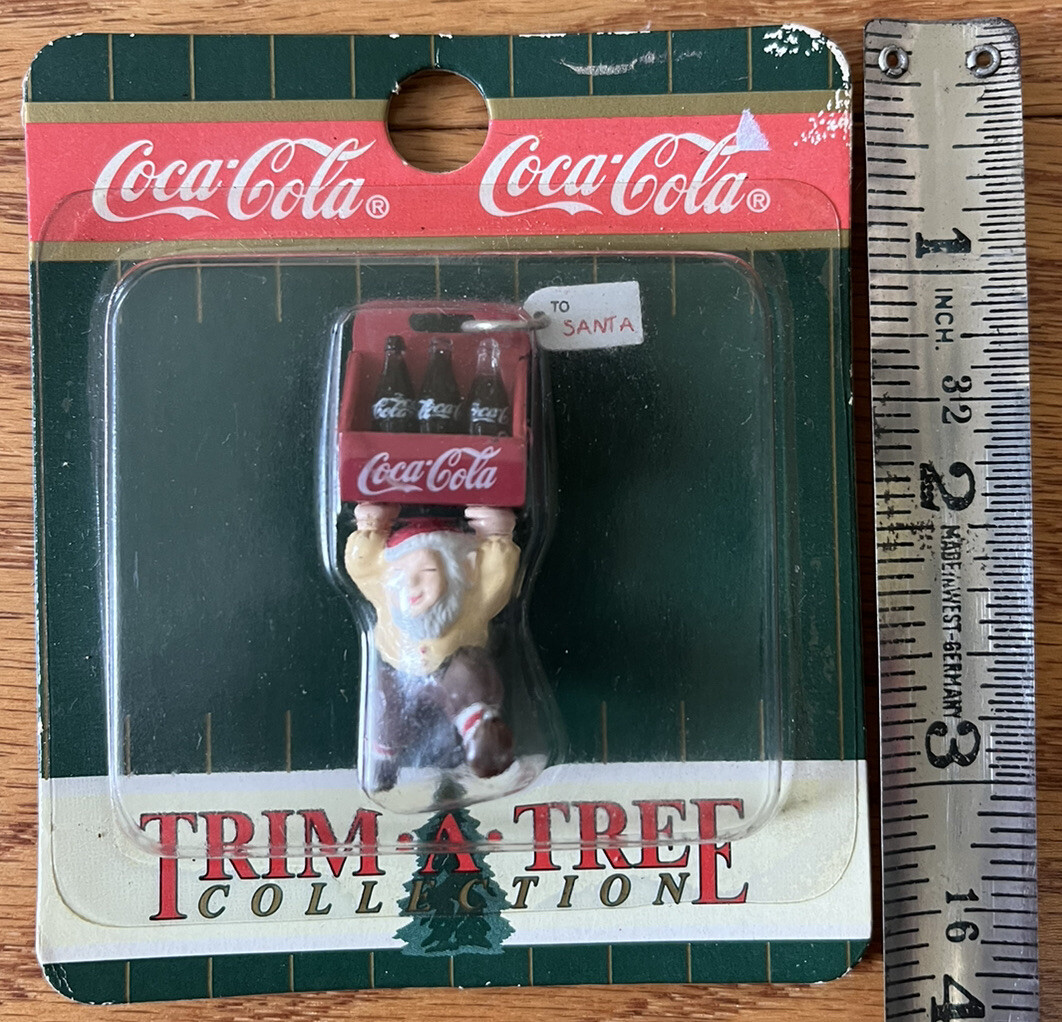 Coca-Cola® Coca-Cola®
TO
SANTA
Coca-Cola
TRIM·A·TREE
COLLECTION
1
INCH.
32
2
MADE IN WEST-GERMANY
3
16
4